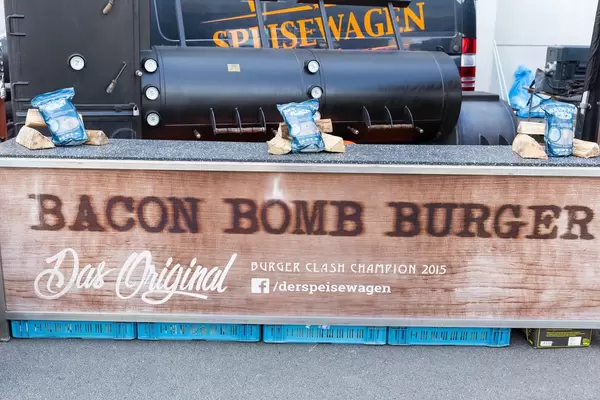 SPEISEWAGEN
BACON BOMB BURGER
Das Original
BURGER CLASH CHAMPION 2015
f/derspeisewagen